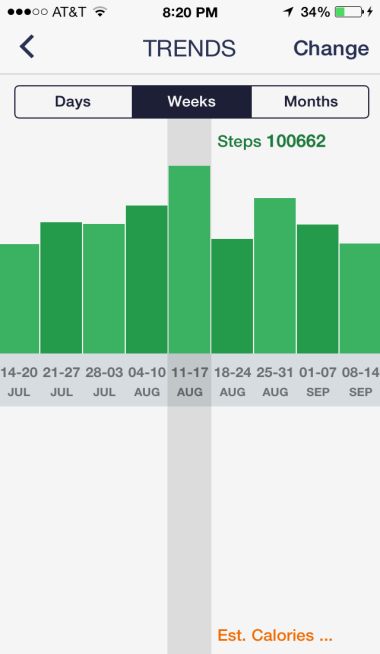 AT&T 8:20 PM 34%
TRENDS Change
Days Weeks Months
Steps 100662
14-20 21-27 28-03 04-10 11-17 18-24 25-31 01-07 08-14
JUL JUL JUL AUG AUG AUG AUG SEP SEP
Est. Calories ...